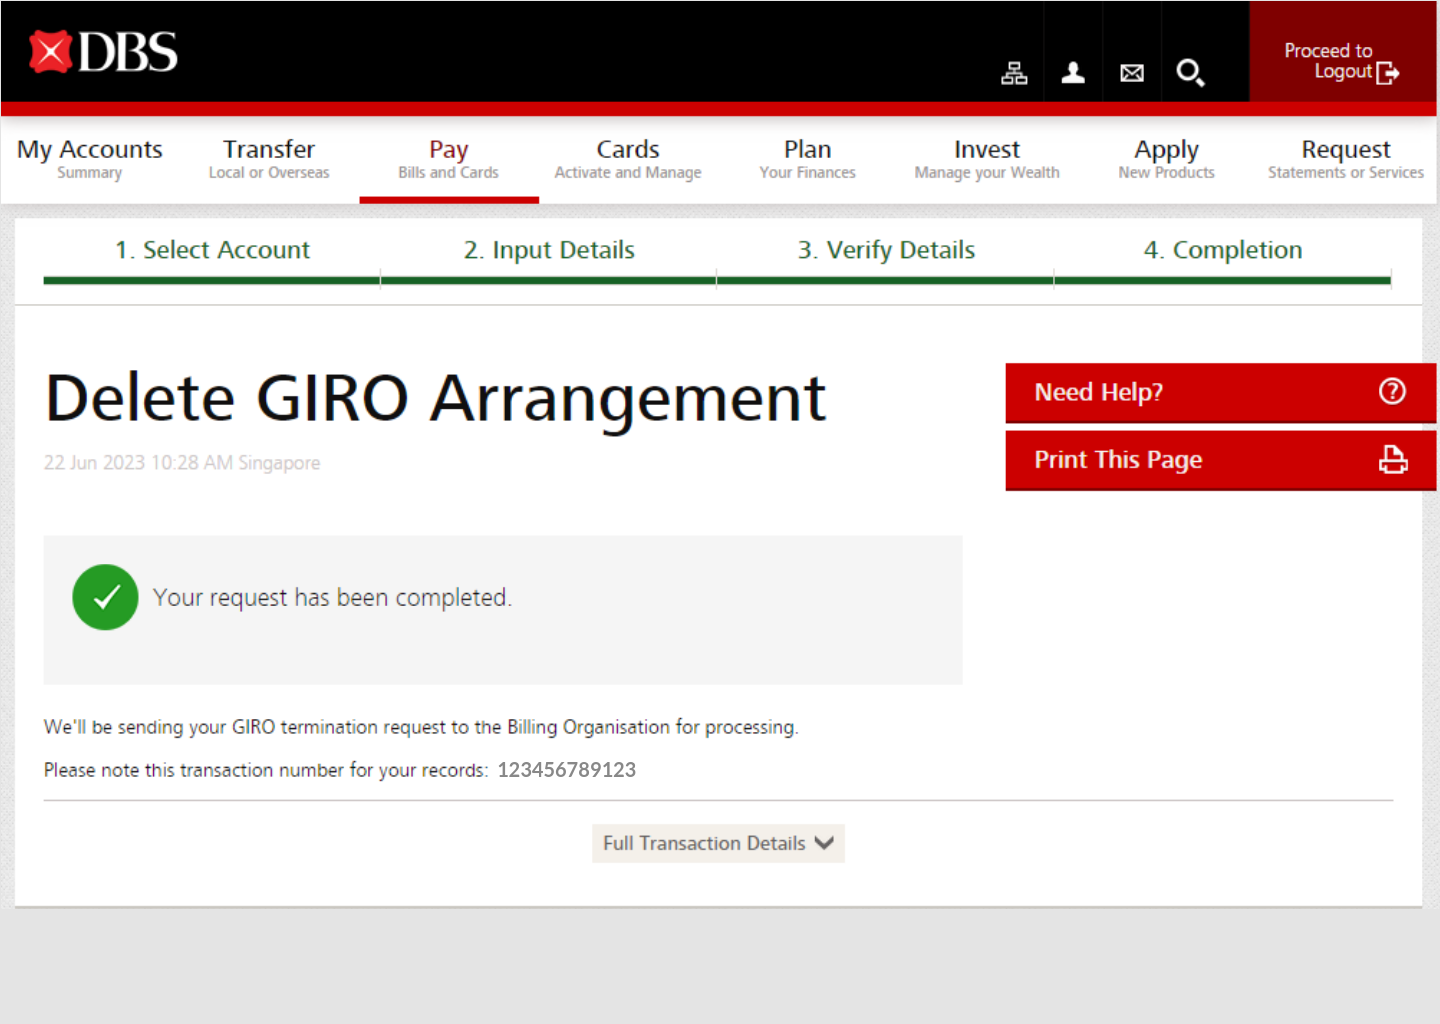 DBS
Proceed to
Logout
My Accounts
Summary
Transfer
Local or Overseas
Pay
Bills and Cards
Cards
Activate and Manage
Plan
Your Finances
Invest
Manage your Wealth
Apply
New Products
Request
Statements or Services
1. Select Account
2. Input Details
3. Verify Details
4. Completion
Delete GIRO Arrangement
22 Jun 2023 10:28 AM Singapore
Need Help?
Print This Page
Your request has been completed.
We'll be sending your GIRO termination request to the Billing Organisation for processing.
Please note this transaction number for your records: 123456789123
Full Transaction Details